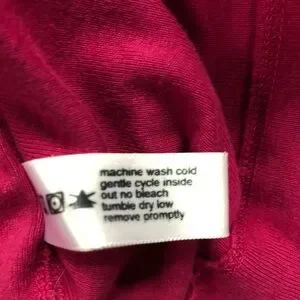 machine wash cold
gentle cycle inside
out no bleach
tumble dry low
remove promptly